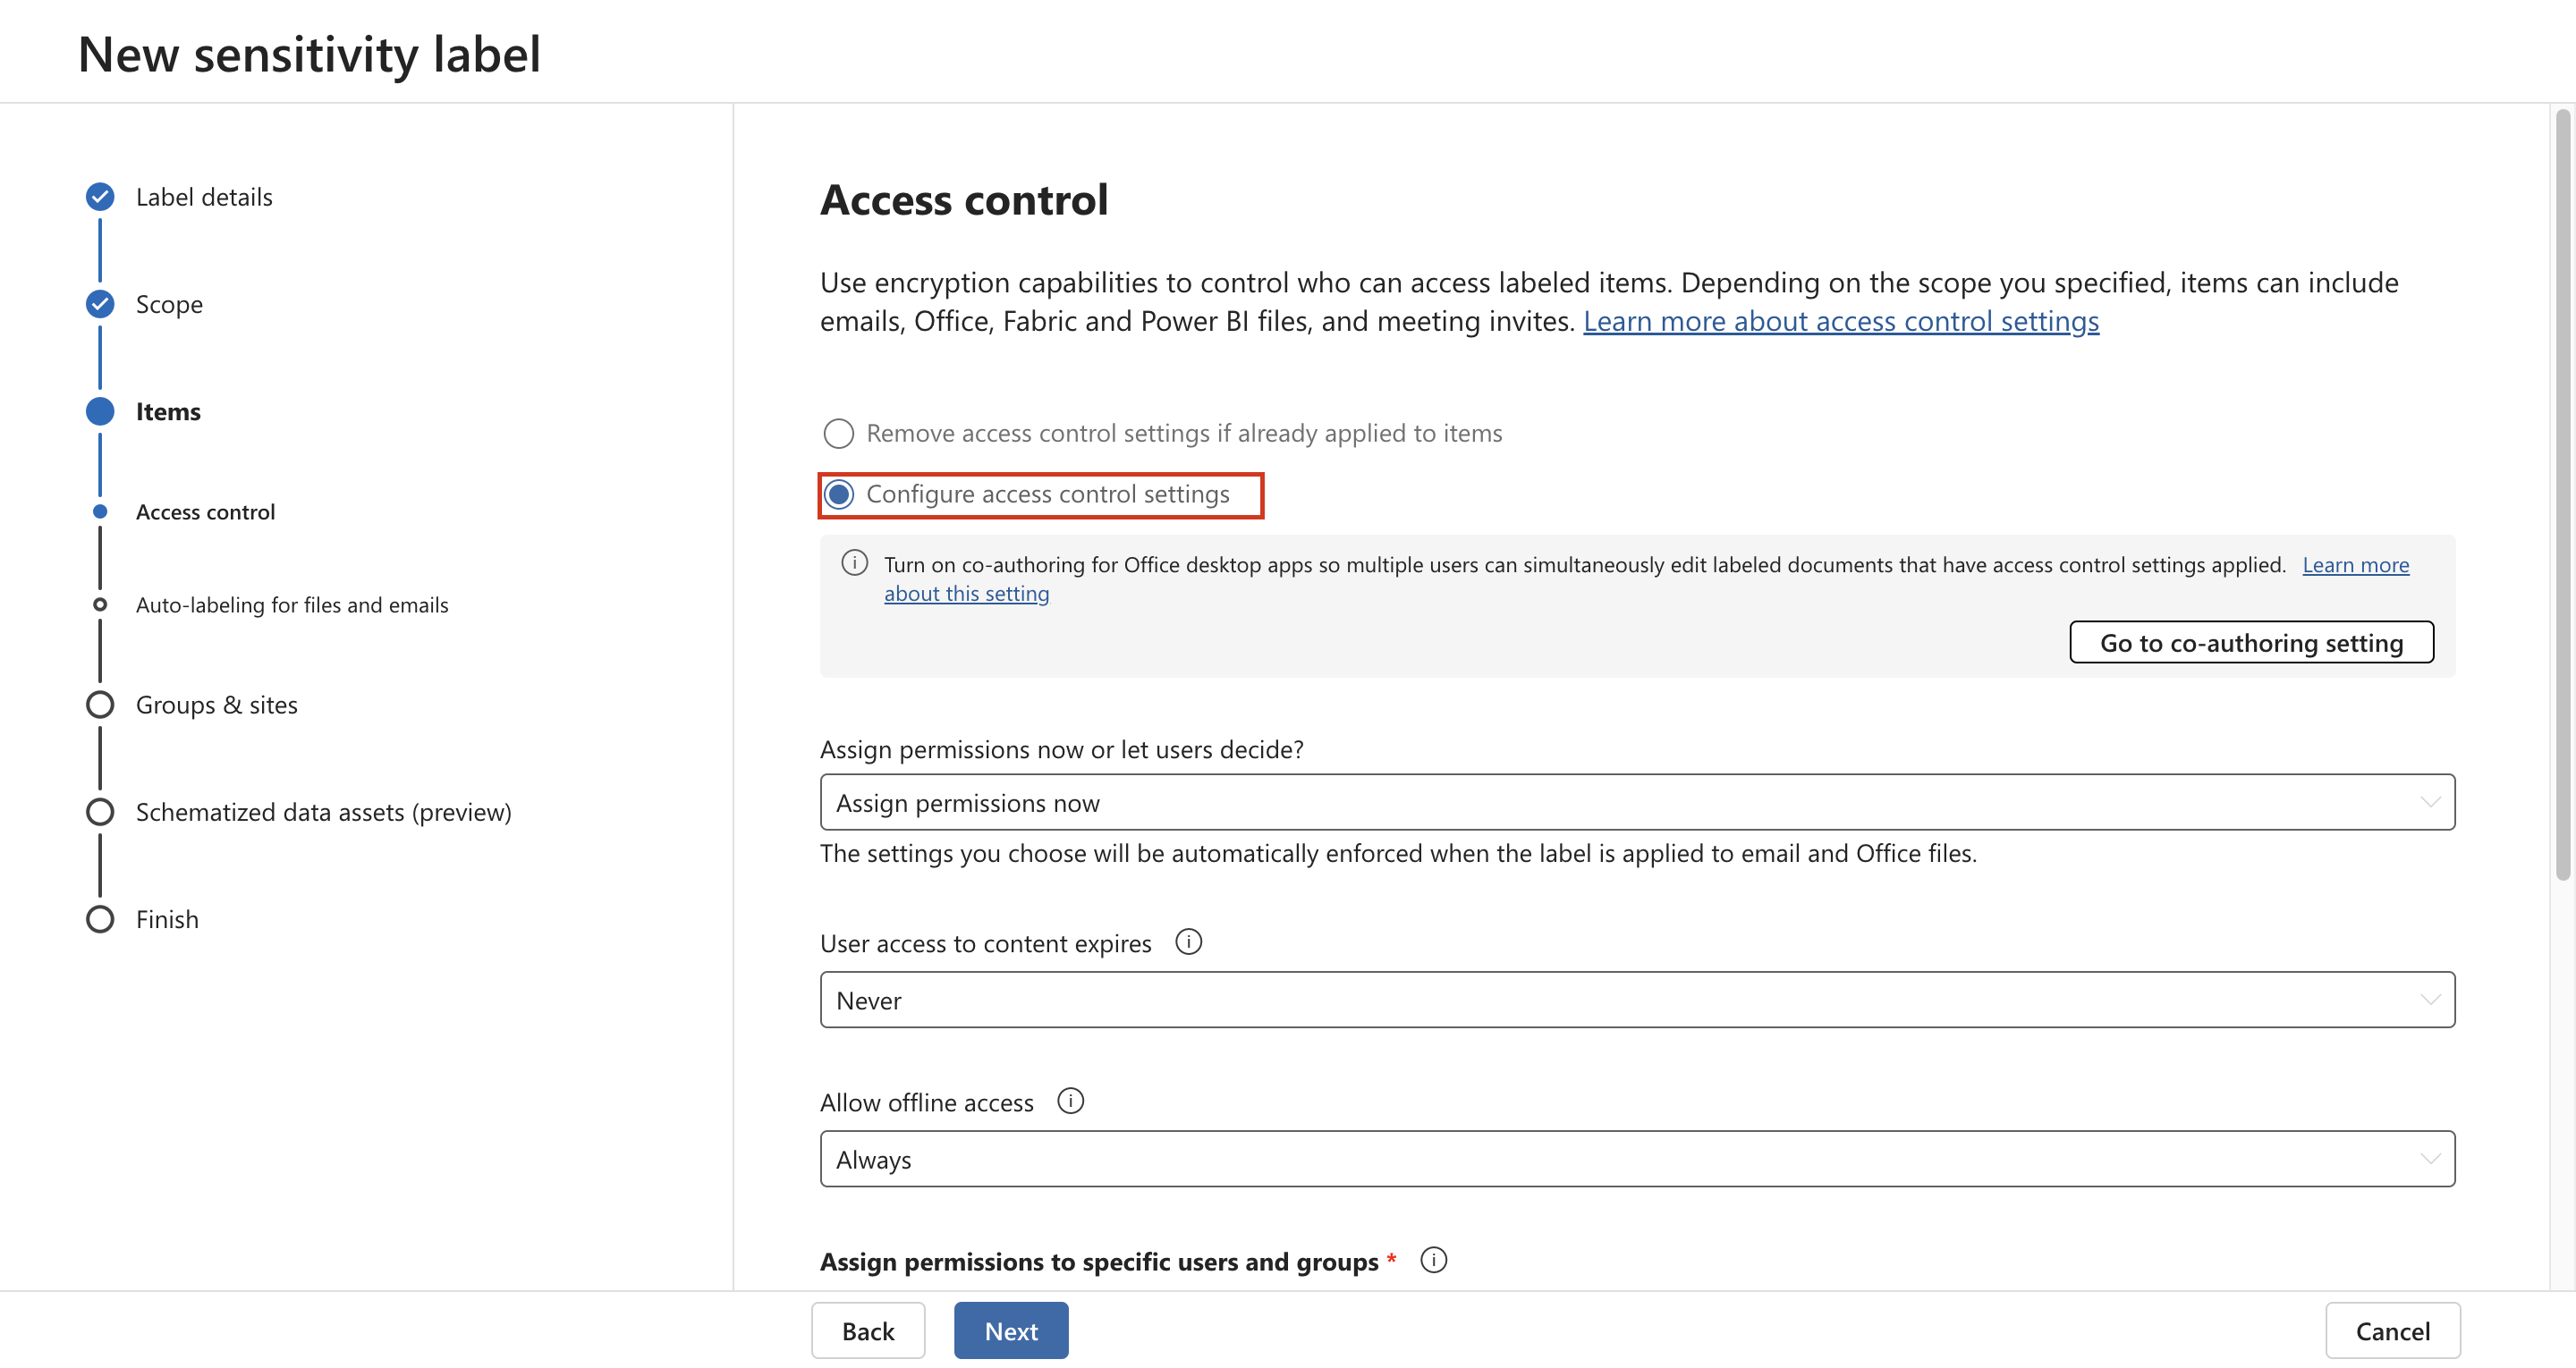 New sensitivity label
Label details
Scope
Items
Access control
Auto-labeling for files and emails
Groups & sites
Schematized data assets (preview)
Finish
Access control
Use encryption capabilities to control who can access labeled items. Depending on the scope you specified, items can include
emails, Office, Fabric and Power BI files, and meeting invites. Learn more about access control settings
Remove access control settings if already applied to items
Configure access control settings
Turn on co-authoring for Office desktop apps so multiple users can simultaneously edit labeled documents that have access control settings applied. Learn more
about this setting
Go to co-authoring setting
Assign permissions now or let users decide?
Assign permissions now
The settings you choose will be automatically enforced when the label is applied to email and Office files.
User access to content expires
Never
Allow offline access
Always
Assign permissions to specific users and groups *
Back
Next
Cancel